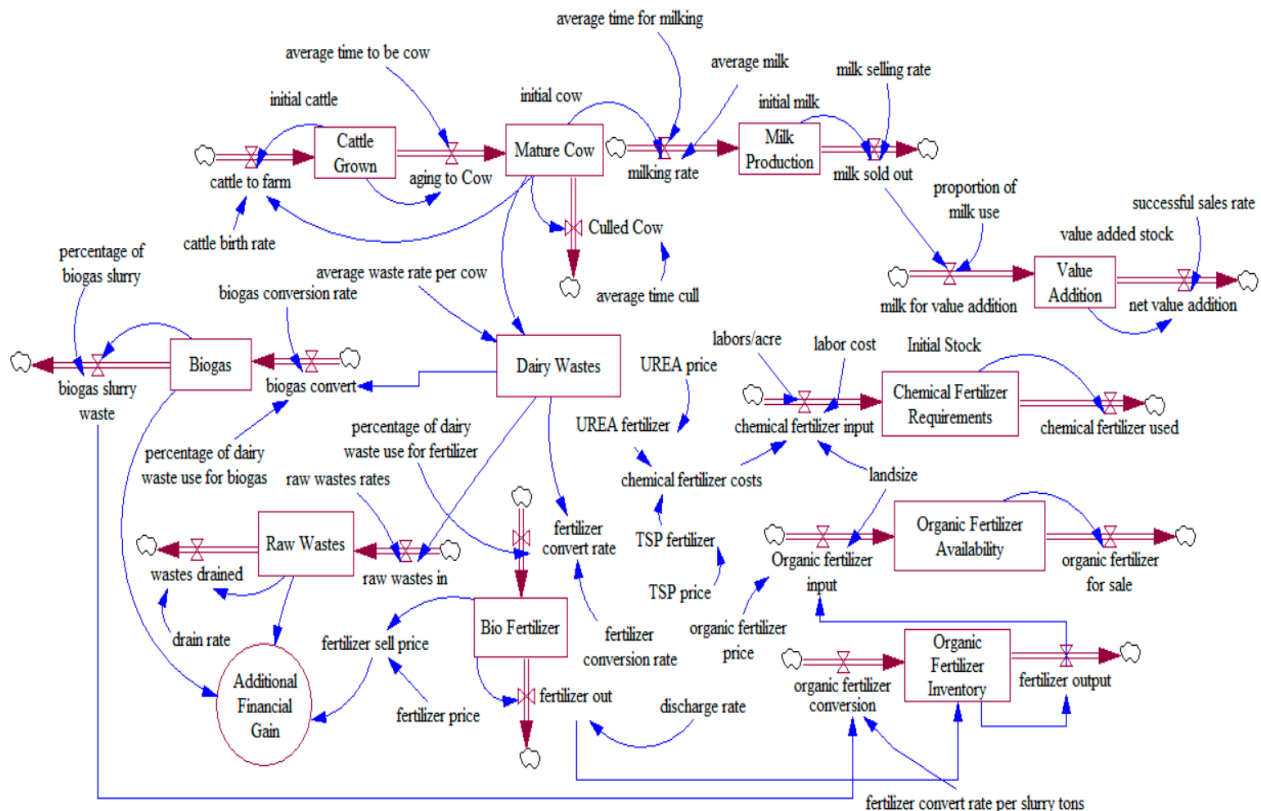 average time for milking
average time to be cow
average milk
milk selling rate
initial cattle
initial cow
initial milk
Cattle
Grown
Mature Cow
Milk
Production
cattle to farm
aging to Cow
milking rate
milk sold out
cattle birth rate
Culled Cow
proportion of
milk use
successful sales rate
percentage of
biogas slurry
average waste rate per cow
value added stock
biogas conversion rate
average time cull
milk for value addition
Value
Addition
net value addition
labors/acre
labor cost
Initial Stock
Biogas
Dairy Wastes
UREA price
biogas slurry
waste
biogas convert
Chemical Fertilizer
Requirements
UREA fertilizer
chemical fertilizer input
chemical fertilizer used
percentage of dairy
waste use for biogas
percentage of dairy
waste use for fertilizer
chemical fertilizer costs
landsize
raw wastes rates
Raw Wastes
fertilizer
convert rate
TSP fertilizer
Organic Fertilizer
Availability
wastes drained
raw wastes in
Organic fertilizer
input
organic fertilizer
for sale
TSP price
drain rate
fertilizer sell price
Bio Fertilizer
fertilizer
conversion rate
organic fertilizer
price
Organic
Fertilizer
Inventory
Additional
Financial
Gain
fertilizer out
organic fertilizer
conversion
fertilizer output
fertilizer price
discharge rate
fertilizer convert rate per slurry tons